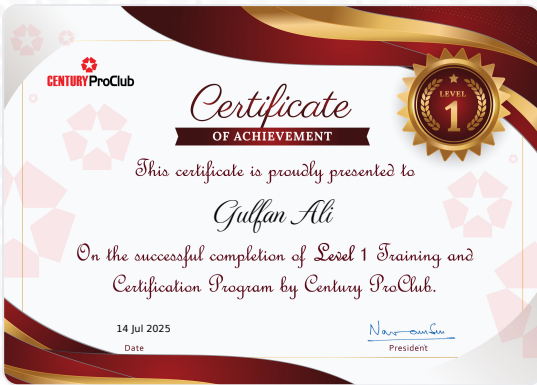 CENTURY ProClub
Certificate
OF ACHIEVEMENT
LEVEL
1
This certificate is proudly presented to
Gulfan Ali
On the successful completion of Level 1 Training and
Certification Program by Century ProClub.
14 Jul 2025
Date
President